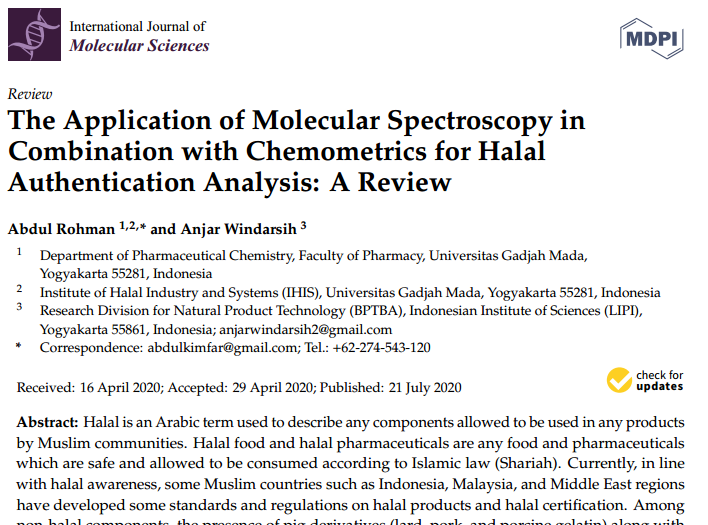 International Journal of
Molecular Sciences
MDPI
Review
The Application of Molecular Spectroscopy in
Combination with Chemometrics for Halal
Authentication Analysis: A Review
Abdul Rohman 1,2,* and Anjar Windarsih 3
1 Department of Pharmaceutical Chemistry, Faculty of Pharmacy, Universitas Gadjah Mada,
Yogyakarta 55281, Indonesia
2 Institute of Halal Industry and Systems (IHIS), Universitas Gadjah Mada, Yogyakarta 55281, Indonesia
3 Research Division for Natural Product Technology (BPTBA), Indonesian Institute of Sciences (LIPI),
Yogyakarta 55861, Indonesia; anjarwindarsih2@gmail.com
* Correspondence: abdulkimfar@gmail.com; Tel.: +62-274-543-120
check for
updates
Received: 16 April 2020; Accepted: 29 April 2020; Published: 21 July 2020
Abstract: Halal is an Arabic term used to describe any components allowed to be used in any products
by Muslim communities. Halal food and halal pharmaceuticals are any food and pharmaceuticals
which are safe and allowed to be consumed according to Islamic law (Shariah). Currently, in line
with halal awareness, some Muslim countries such as Indonesia, Malaysia, and Middle East regions
have developed some standards and regulations on halal products and halal certification. Among
non-halal components, the presence of pig derivatives (lard, pork, and porcine gelatin) along with